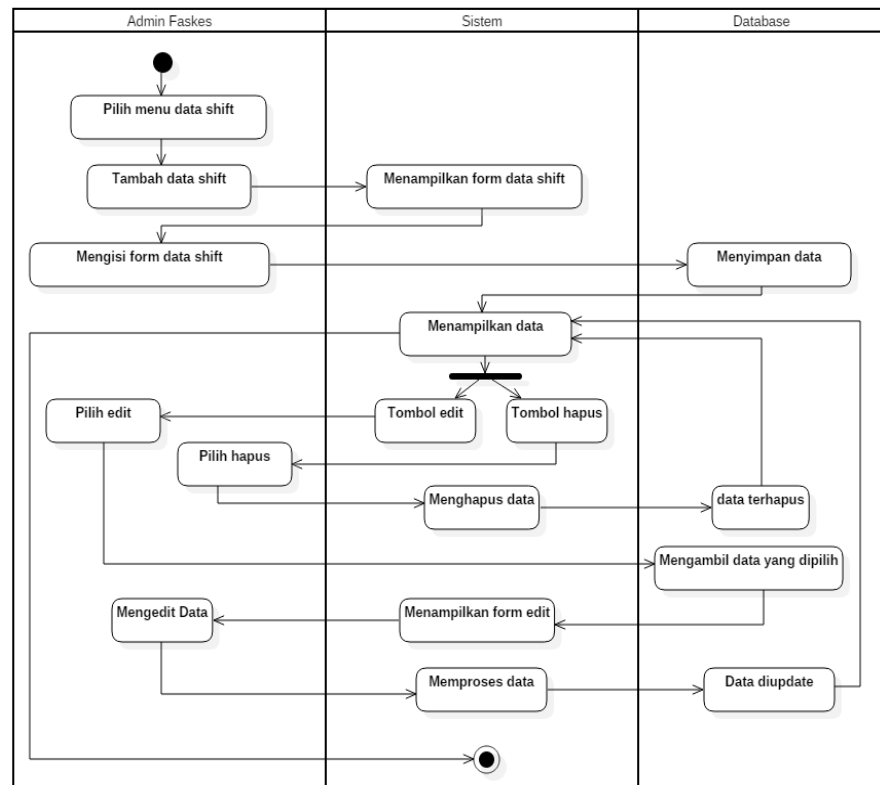 Admin Faskes
Sistem
Database
Pilih menu data shift
Tambah data shift
Menampilkan form data shift
Mengisi form data shift
Menyimpan data
Menampilkan data
Pilih edit
Tombol edit
Tombol hapus
Pilih hapus
Menghapus data
data terhapus
Mengambil data yang dipilih
Mengedit Data
Menampilkan form edit
Memproses data
Data diupdate